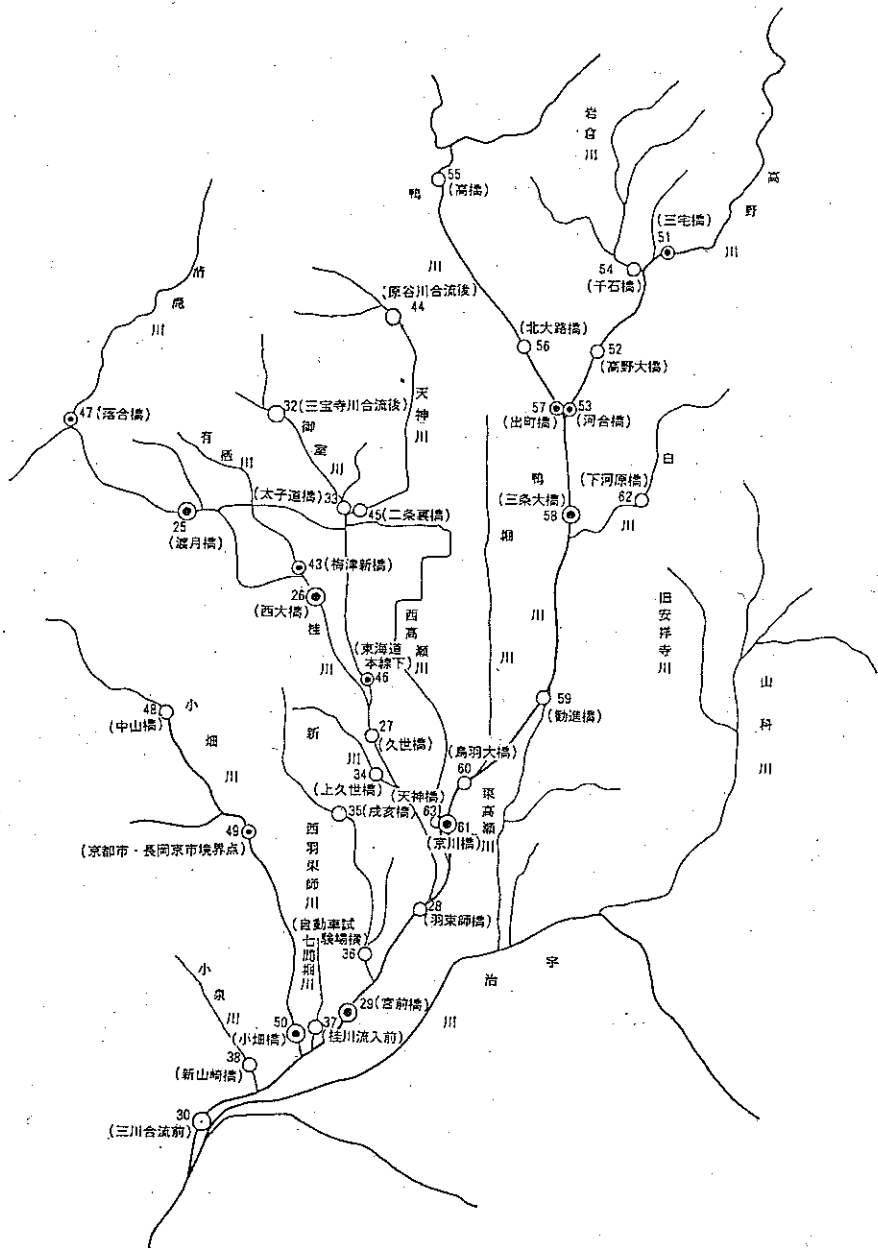 岩倉川
高野川
鴨川
55
(高橋)
(三宅橋)
51
54
(千石橋)
清滝川
(原谷川合流後)
44
(北大路橋)
56
52
(高野大橋)
天神川
47(落合橋)
32(三宝寺川合流後)
御室川
有栖川
57
(出町橋)
53
(河合橋)
白川
(下河原橋)
62
鴨川
(三条大橋)
58
(太子道橋)
33
45(二条裏橋)
25
(渡月橋)
堀川
43(梅津新橋)
26
(西大橋)
桂川
西高瀬川
(東海道
本線下)
46
旧安祥寺川
山科川
小畑川
48
(中山橋)
59
(勧進橋)
27
(久世橋)
新川
34
(上久世橋)
(鳥羽大橋)
60
東高瀬川
(天神橋)
63
35(戌亥橋)
61
(京川橋)
49
(京都市・長岡京市境界点)
西羽束師川
28
(羽束師橋)
(自動車試
験場横)
36
七間堀川
小泉川
宇治川
29(宮前橋)
50
(小畑橋)
37
(桂川流入前)
38
(新山崎橋)
30
(三川合流前)